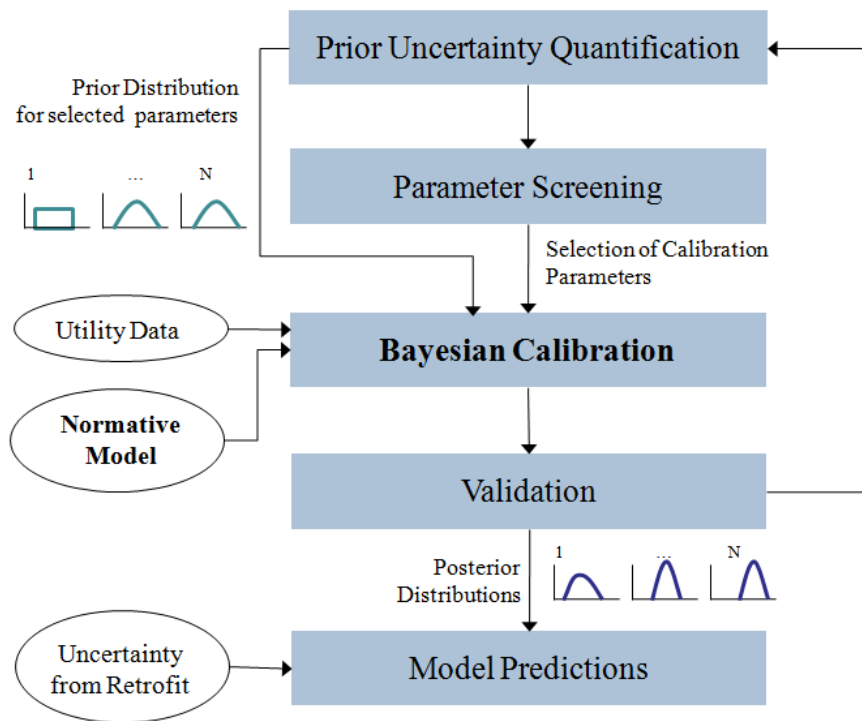 Prior Uncertainty Quantification
Prior Distribution
for selected parameters
1
...
N
Parameter Screening
Selection of Calibration
Parameters
Utility Data
Bayesian Calibration
Normative
Model
Validation
Posterior
Distributions
1
...
N
Uncertainty
from Retrofit
Model Predictions